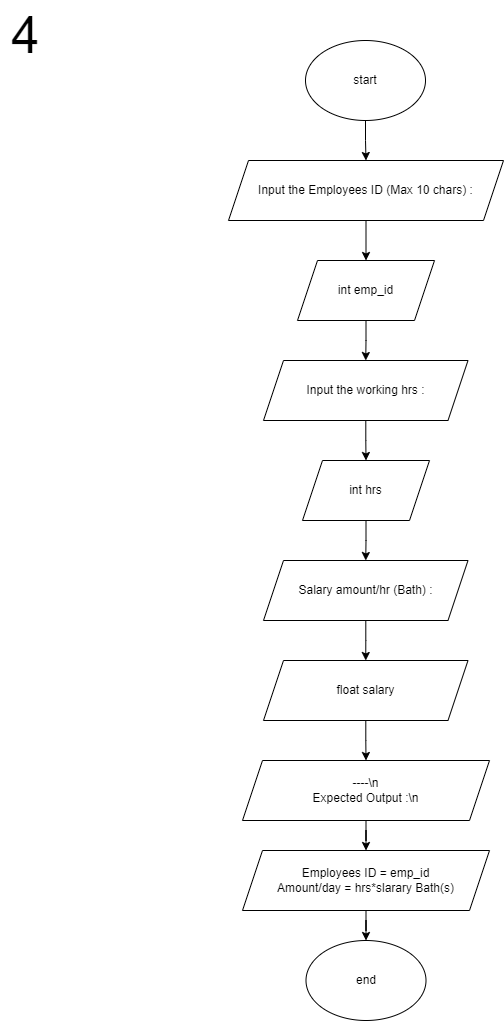 4
start
Input the Employees ID (Max 10 chars) :
int emp_id
Input the working hrs :
int hrs
Salary amount/hr (Bath) :
float salary
----\n
Expected Output :\n
Employees ID = emp_id
Amount/day = hrs*slarary Bath(s)
end